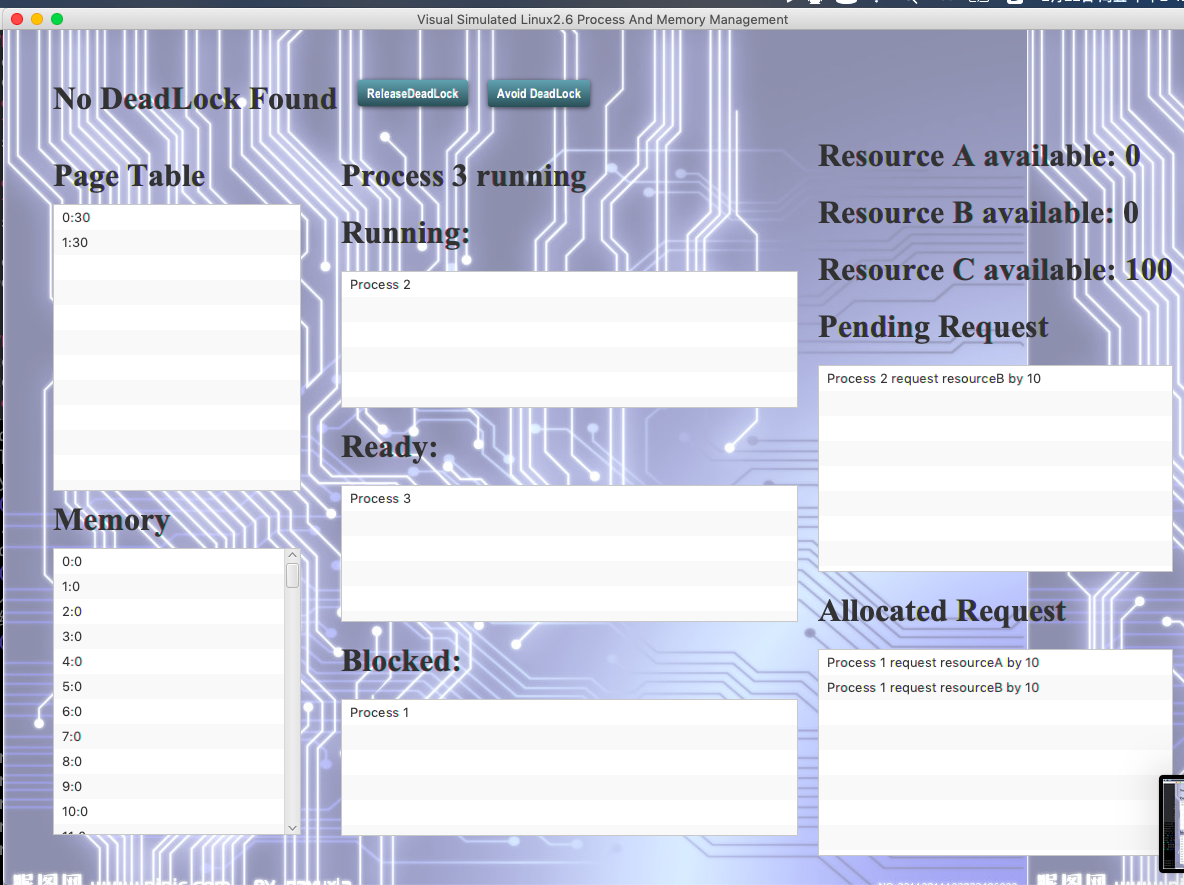 Visual Simulated Linux2.6 Process And Memory Management
No DeadLock Found
ReleaseDeadLock
Avoid DeadLock
Page Table
0:30
1:30
Memory
0:0
1:0
2:0
3:0
4:0
5:0
6:0
7:0
8:0
9:0
10:0
Process 3 running
Running:
Process 2
Ready:
Process 3
Blocked:
Process 1
Resource A available: 0
Resource B available: 0
Resource C available: 100
Pending Request
Process 2 request resourceB by 10
Allocated Request
Process 1 request resourceA by 10
Process 1 request resourceB by 10